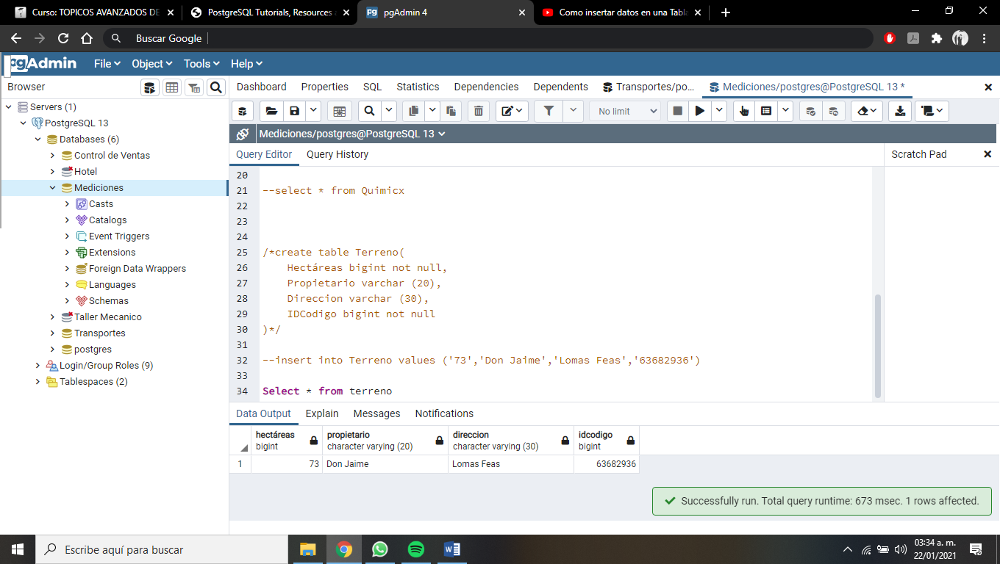 Curso: TOPICOS AVANZADOS DE
PostgreSQL Tutorials, Resources a
pgAdmin 4
Como insertar datos en una Tabla
Buscar Google
pgAdmin File Object Tools Help
Browser
Dashboard Properties SQL Statistics Dependencies Dependents Transportes/po... Mediciones/postgres@PostgreSQL 13 *
No limit
Servers (1)
PostgreSQL 13
Databases (6)
Control de Ventas
Hotel
Mediciones
Casts
Catalogs
Event Triggers
Extensions
Foreign Data Wrappers
Languages
Schemas
Taller Mecanico
Transportes
postgres
Login/Group Roles (9)
Tablespaces (2)
Mediciones/postgres@PostgreSQL 13
Query Editor Query History
Scratch Pad
20
21 --select * from Quimicx
22
23
24
25 /*create table Terreno(
26 Hectáreas bigint not null,
27 Propietario varchar (20),
28 Direccion varchar (30),
29 IDCodigo bigint not null
30 )*/
31
32 --insert into Terreno values ('73','Don Jaime','Lomas Feas','63682936')
33
34 Select * from terreno
Data Output Explain Messages Notifications
hectáreas propietario direccion idcodigo
bigint character varying (20) character varying (30) bigint
1 73 Don Jaime Lomas Feas 63682936
Successfully run. Total query runtime: 673 msec. 1 rows affected.
Escribe aquí para buscar
03:34 a. m.
22/01/2021